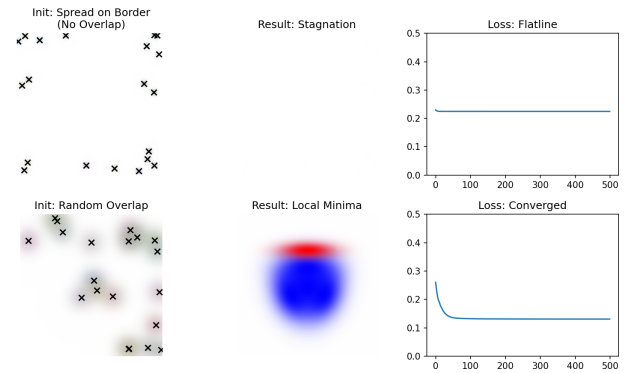 Init: Spread on Border
(No Overlap)
Result: Stagnation
Loss: Flatline
0.5
0.4
0.3
0.2
0.1
0.0
0 100 200 300 400 500
Init: Random Overlap
Result: Local Minima
Loss: Converged
0.5
0.4
0.3
0.2
0.1
0.0
0 100 200 300 400 500